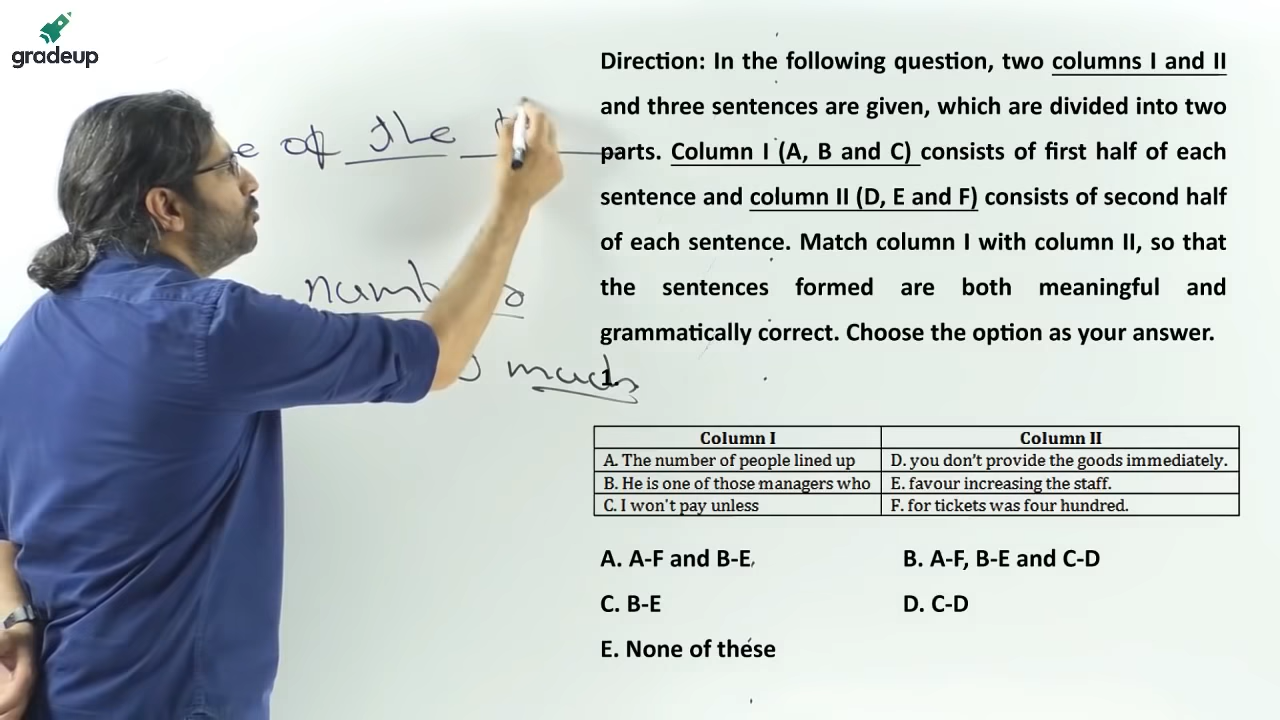 gradeup
of the
number
much
Direction: In the following question, two columns I and II
and three sentences are given, which are divided into two
parts. Column I (A, B and C) consists of first half of each
sentence and column II (D, E and F) consists of second half
of each sentence. Match column I with column II, so that
the sentences formed are both meaningful and
grammatically correct. Choose the option as your answer.
1.
Column I Column II
A. The number of people lined up D. you don't provide the goods immediately.
B. He is one of those managers who E. favour increasing the staff.
C. I won't pay unless F. for tickets was four hundred.
A. A-F and B-E B. A-F, B-E and C-D
C. B-E D. C-D
E. None of these